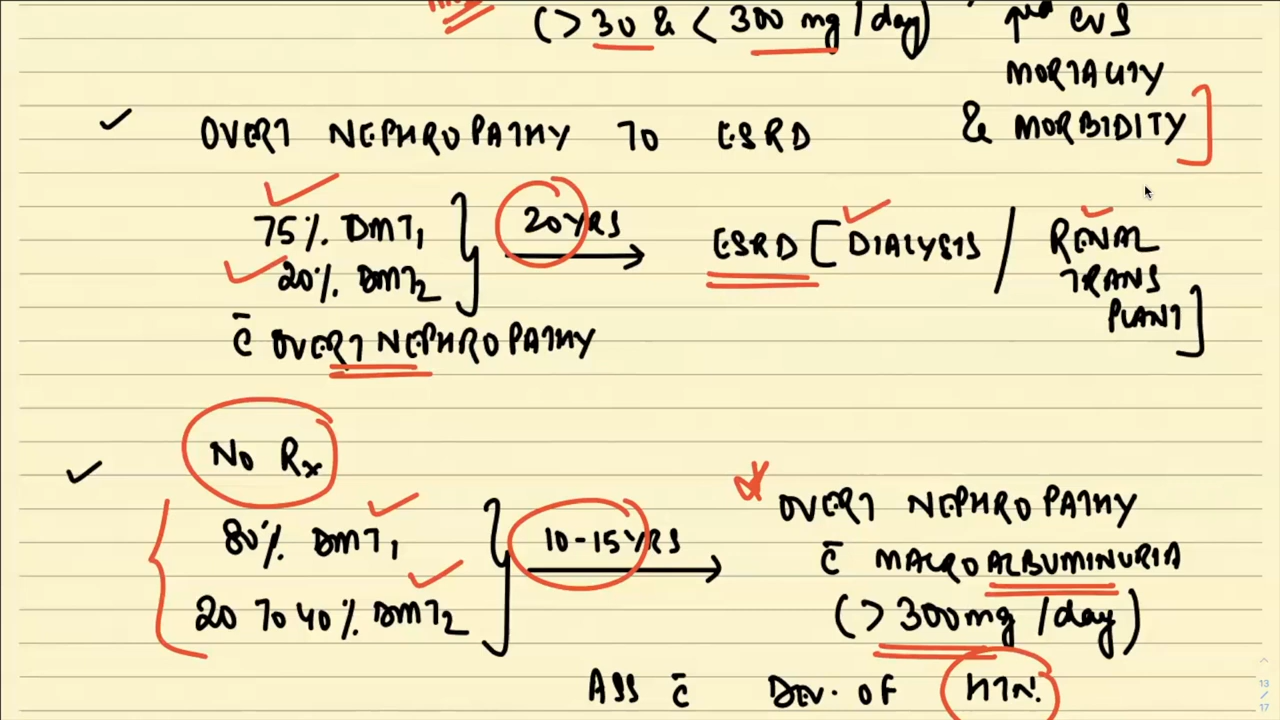 (>30 & < 300 mg/day)
CVS
MORTALITY
& MORBIDITY]
OVERT NEPHROPATHY TO ESRD
75% DMT1
20% DMT2
20YRS
ESRD [DIALYSIS / RENAL
TRANS
PLANT]
c̄ OVERT NEPHROPATHY
No Rx
80% DMT1
20 TO 40% DMT2
10-15YRS
OVERT NEPHROPATHY
c̄ MACROALBUMINURIA
(>300mg/day)
ASS c̄ DEV. OF HTN.
13
/
17